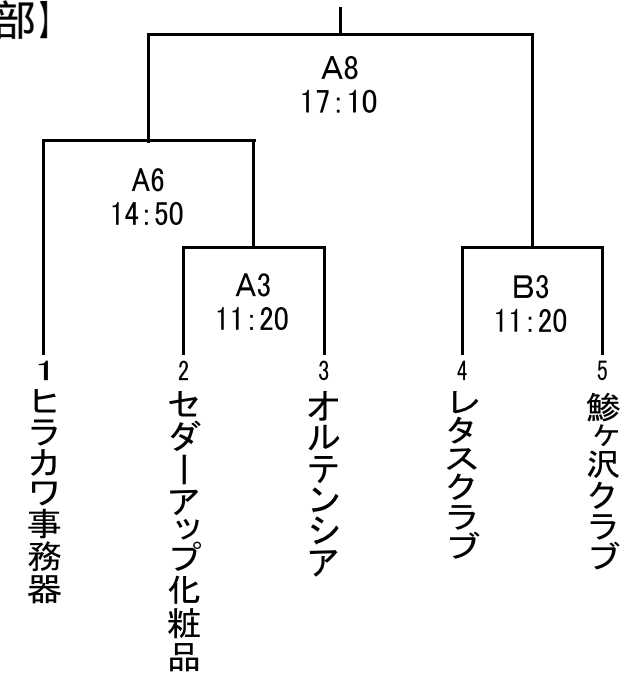 部】
A8
17:10
A6
14:50
A3
11:20
B3
11:20
1
2
3
4
5
ヒラカワ事務器
セダーアップ化粧品
オルテンシア
レタスクラブ
鰺ヶ沢クラブ